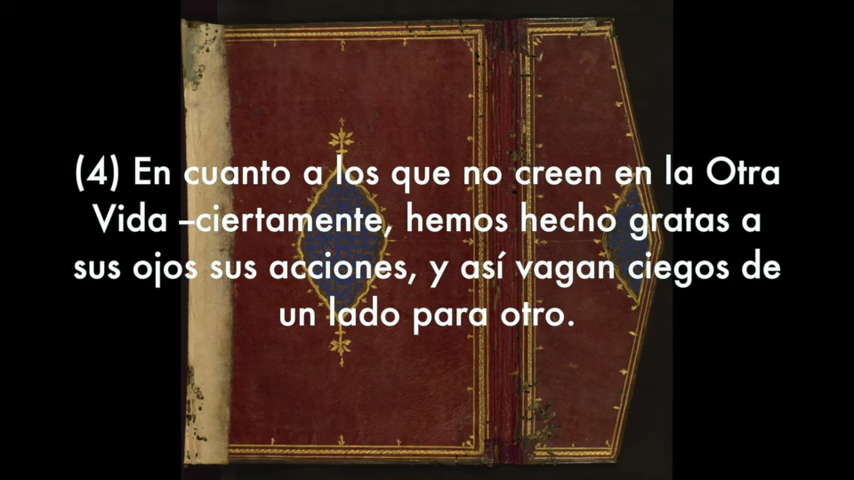 (4) En cuanto a los que no creen en la Otra
Vida –ciertamente, hemos hecho gratas a
sus ojos sus acciones, y así vagan ciegos de
un lado para otro.